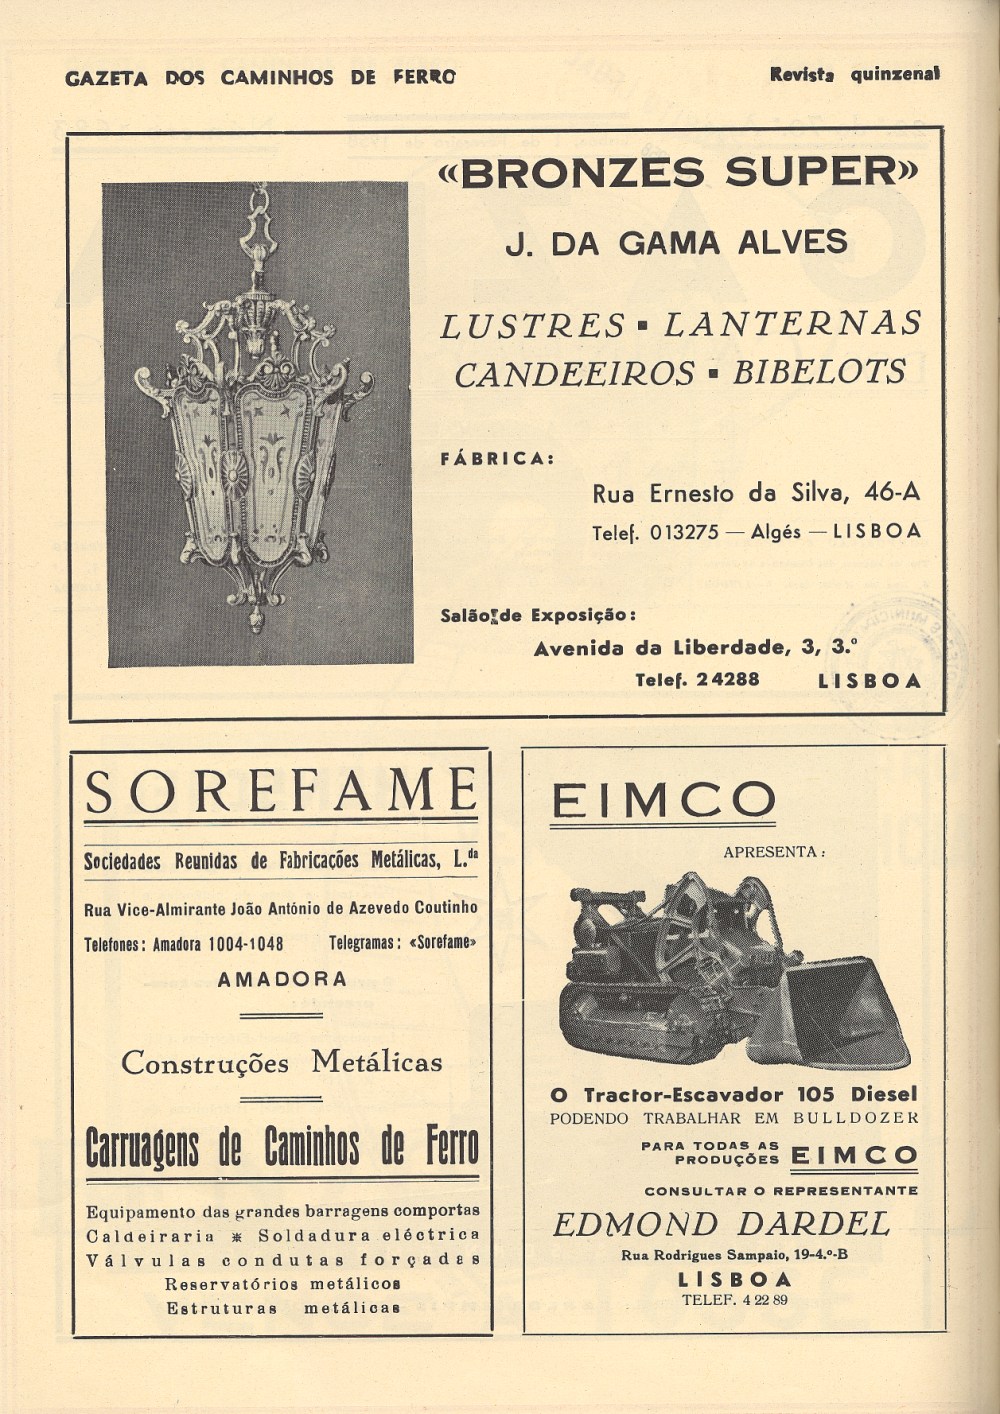 GAZETA DOS CAMINHOS DE FERRO
Revista quinzenal
«BRONZES SUPER»
J. DA GAMA ALVES
LUSTRES ▪ LANTERNAS
CANDEEIROS ▪ BIBELOTS
FÁBRICA:
Rua Ernesto da Silva, 46-A
Telef. 013275 — Algés — LISBOA
Salão de Exposição:
Avenida da Liberdade, 3, 3.º
Telef. 24288 LISBOA
SOREFAME
Sociedades Reunidas de Fabricações Metálicas, L.da
Rua Vice-Almirante João António de Azevedo Coutinho
Telefones: Amadora 1004-1048 Telegramas: «Sorefame»
AMADORA
Construções Metálicas
Carruagens de Caminhos de Ferro
Equipamento das grandes barragens comportas
Caldeiraria ✻ Soldadura eléctrica
Válvulas condutas forçadas
Reservatórios metálicos
Estruturas metálicas
EIMCO
APRESENTA:
O Tractor-Escavador 105 Diesel
PODENDO TRABALHAR EM BULLDOZER
PARA TODAS AS
PRODUÇÕES EIMCO
CONSULTAR O REPRESENTANTE
EDMOND DARDEL
Rua Rodrigues Sampaio, 19-4.º-B
LISBOA
TELEF. 4 22 89